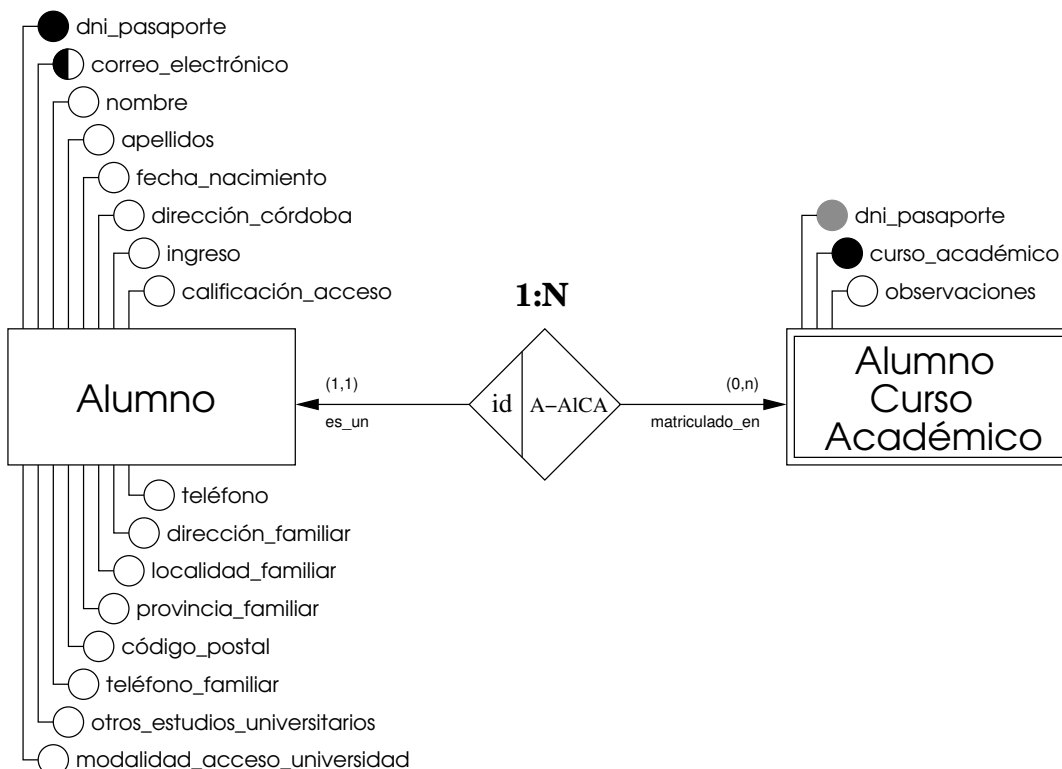 dni_pasaporte
correo_electrónico
nombre
apellidos
fecha_nacimiento
dirección_córdoba
ingreso
calificación_acceso
Alumno
teléfono
dirección_familiar
localidad_familiar
provincia_familiar
código_postal
teléfono_familiar
otros_estudios_universitarios
modalidad_acceso_universidad
1:N
(1,1)
es_un
id
A-AlCA
(0,n)
matriculado_en
dni_pasaporte
curso_académico
observaciones
Alumno
Curso
Académico